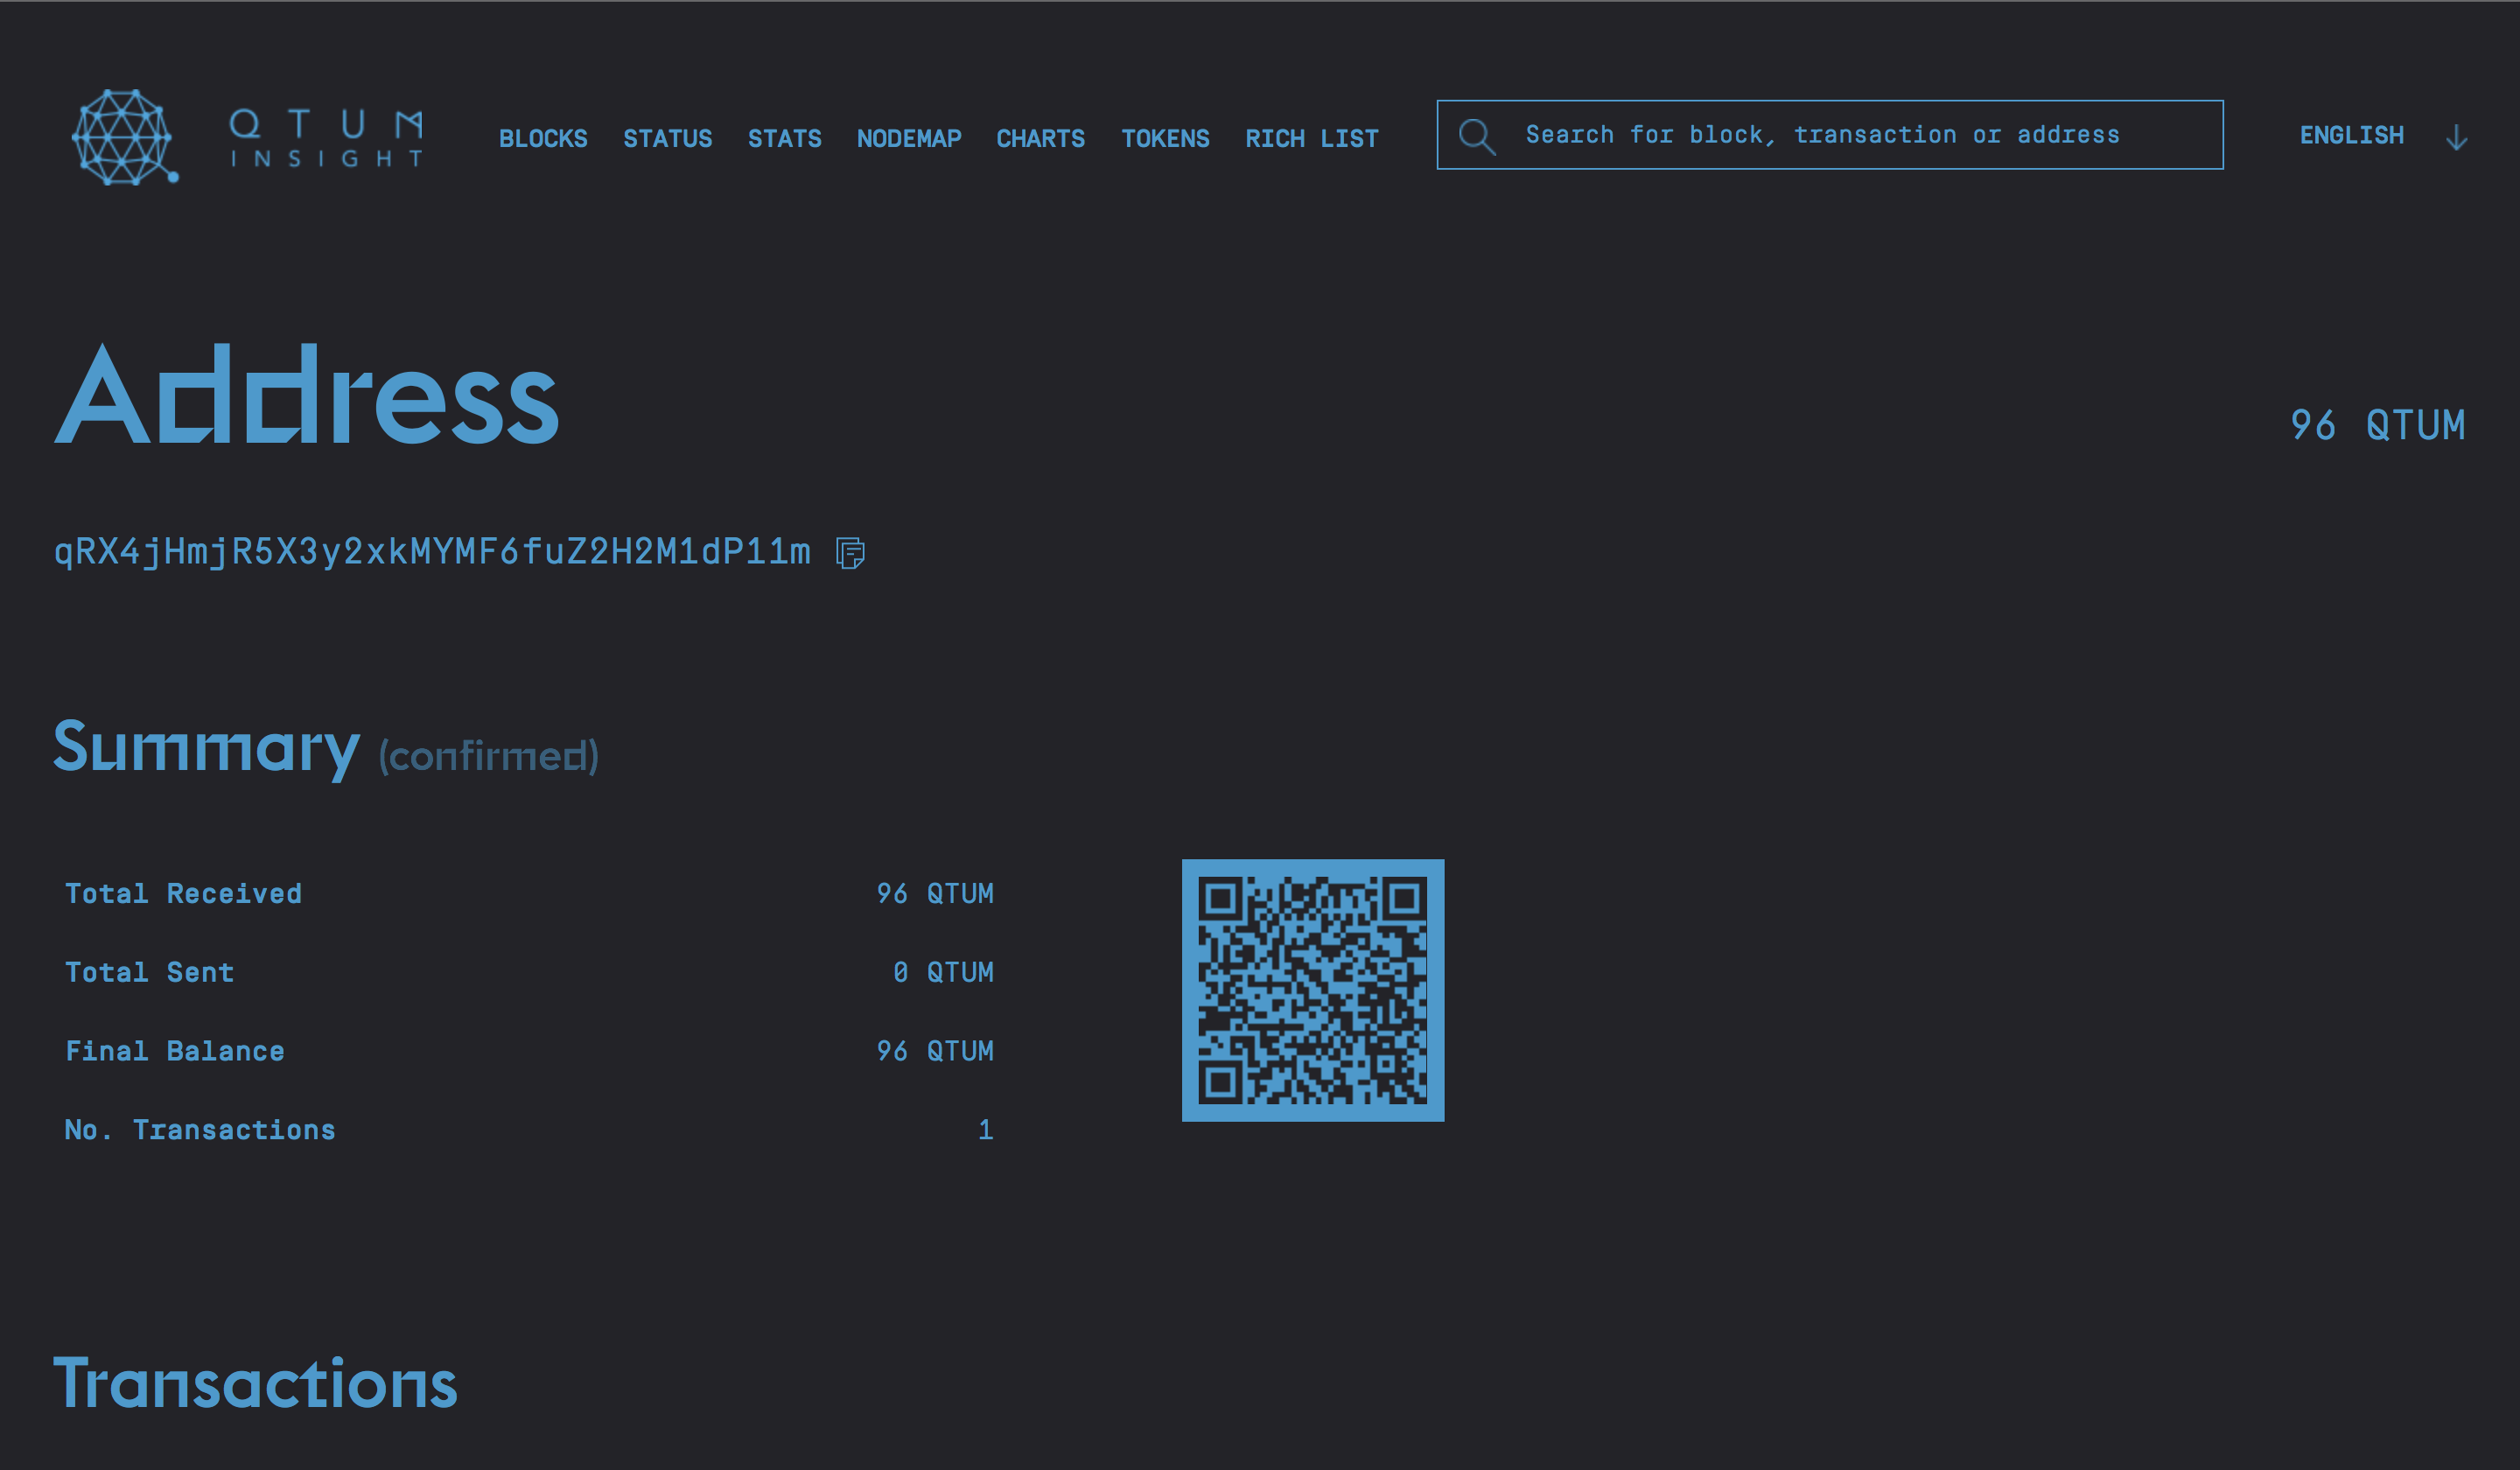 QTUM
INSIGHT
BLOCKS STATUS STATS NODEMAP CHARTS TOKENS RICH LIST
Search for block, transaction or address
ENGLISH
Address
96 QTUM
qRX4jHmjR5X3y2xkMYMF6fuZ2H2M1dP11m
Summary (confirmed)
Total Received 96 QTUM
Total Sent 0 QTUM
Final Balance 96 QTUM
No. Transactions 1
Transactions